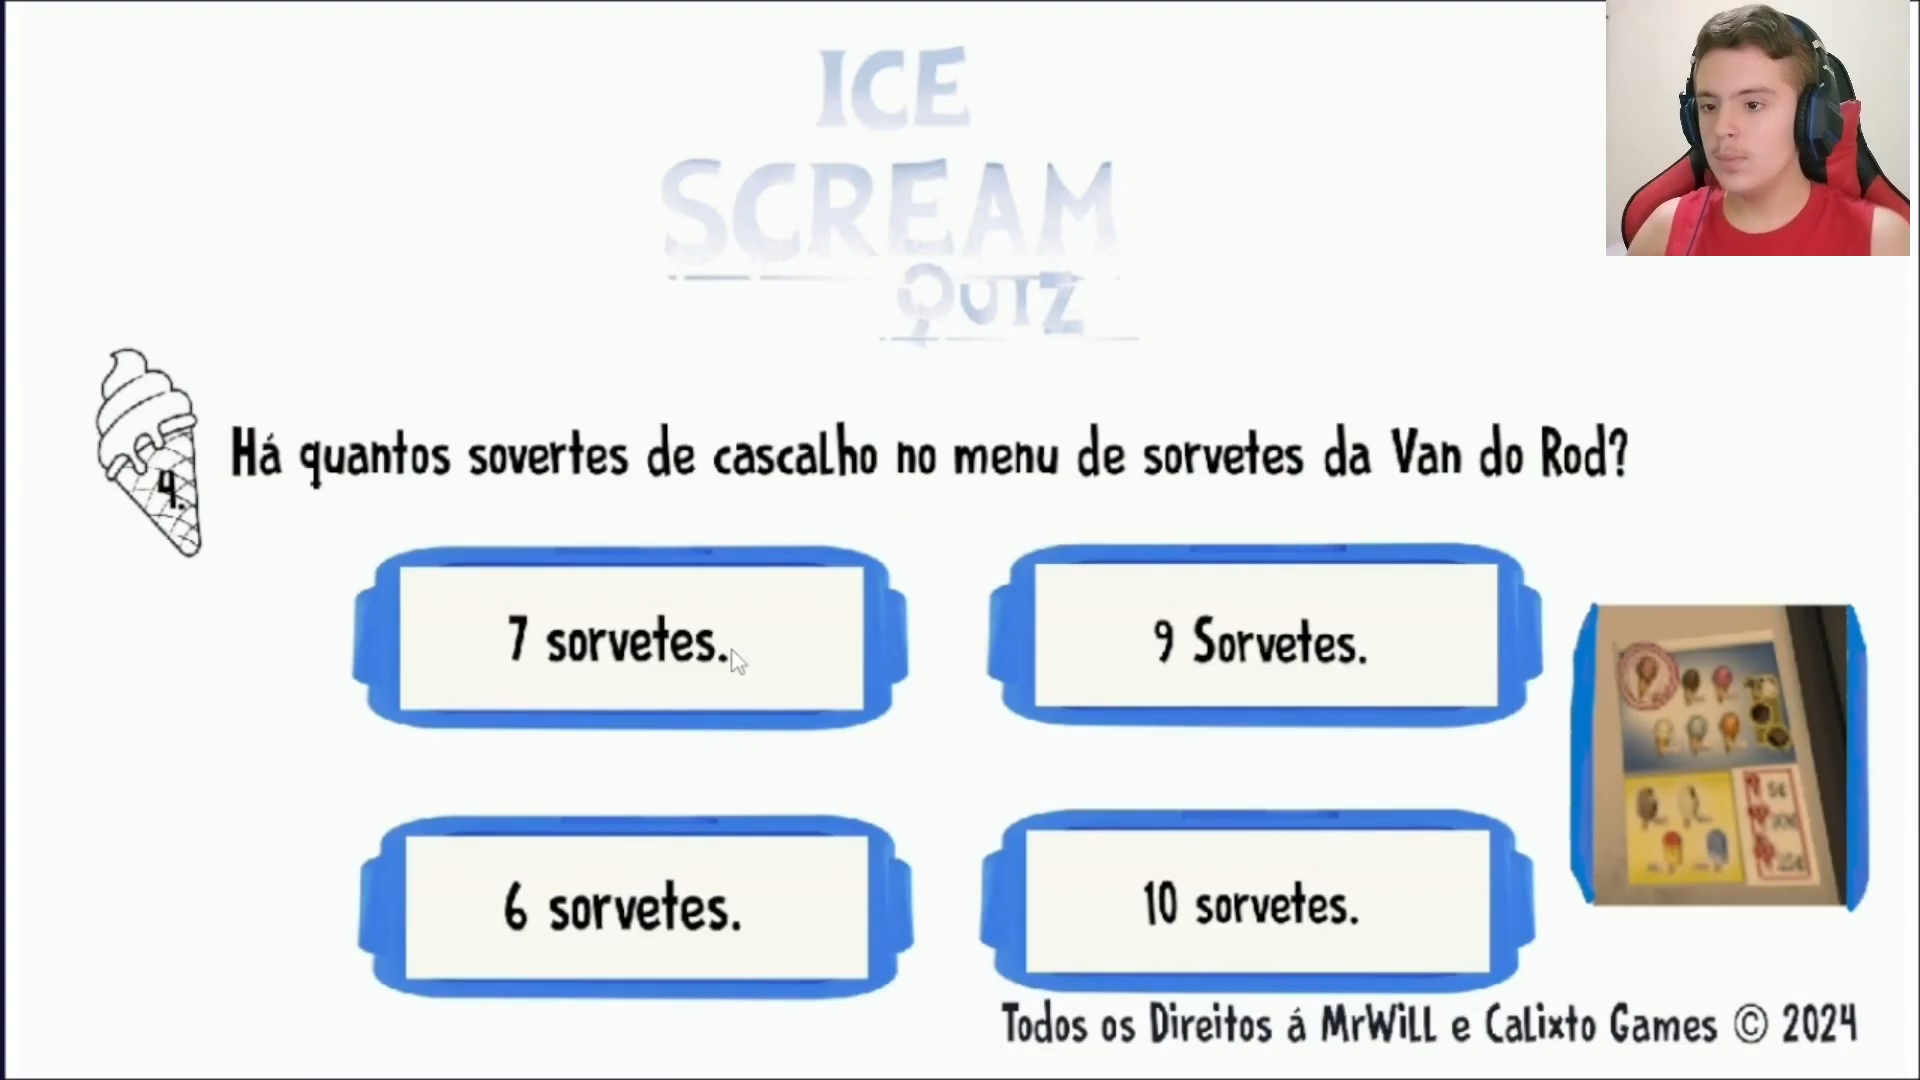 ICE
SCREAM
QUIZ
4.
Há quantos sovertes de cascalho no menu de sorvetes da Van do Rod?
7 sorvetes.
9 Sorvetes.
6 sorvetes.
10 sorvetes.
Todos os Direitos á MrWiLL e Calixto Games © 2024